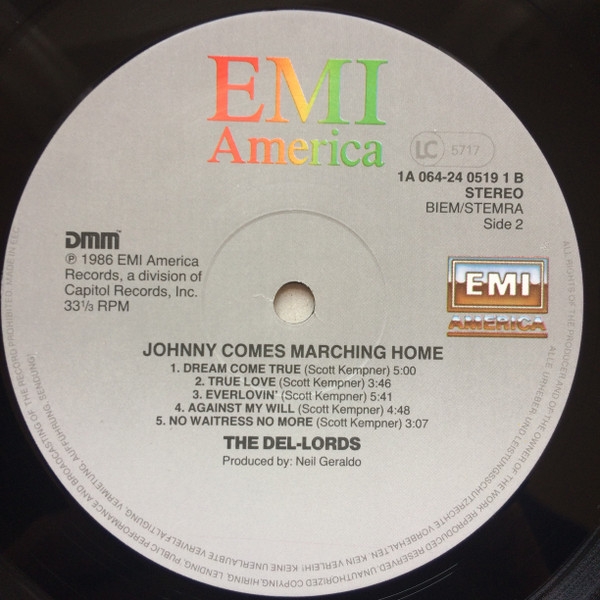 EMI
America
LC 5717
1A 064-24 0519 1 B
STEREO
BIEM/STEMRA
Side 2
DMM™
℗ 1986 EMI America
Records, a division of
Capitol Records, Inc.
33⅓ RPM
EMI
AMERICA
JOHNNY COMES MARCHING HOME
1. DREAM COME TRUE (Scott Kempner) 5:00
2. TRUE LOVE (Scott Kempner) 3:46
3. EVERLOVIN' (Scott Kempner) 5:41
4. AGAINST MY WILL (Scott Kempner) 4:48
5. NO WAITRESS NO MORE (Scott Kempner) 3:07
THE DEL-LORDS
Produced by: Neil Geraldo
ALL RIGHTS OF THE PRODUCER AND OF THE OWNER OF THE WORK REPRODUCED RESERVED. UNAUTHORIZED COPYING, HIRING, LENDING, PUBLIC PERFORMANCE AND BROADCASTING OF THE RECORD PROHIBITED. MADE IN EEC.
ALLE URHEBER- UND LEISTUNGSSCHUTZRECHTE VORBEHALTEN. KEIN VERLEIH! KEINE UNERLAUBTE VERVIELFÄLTIGUNG, VERMIETUNG, AUFFÜHRUNG, SENDUNG!